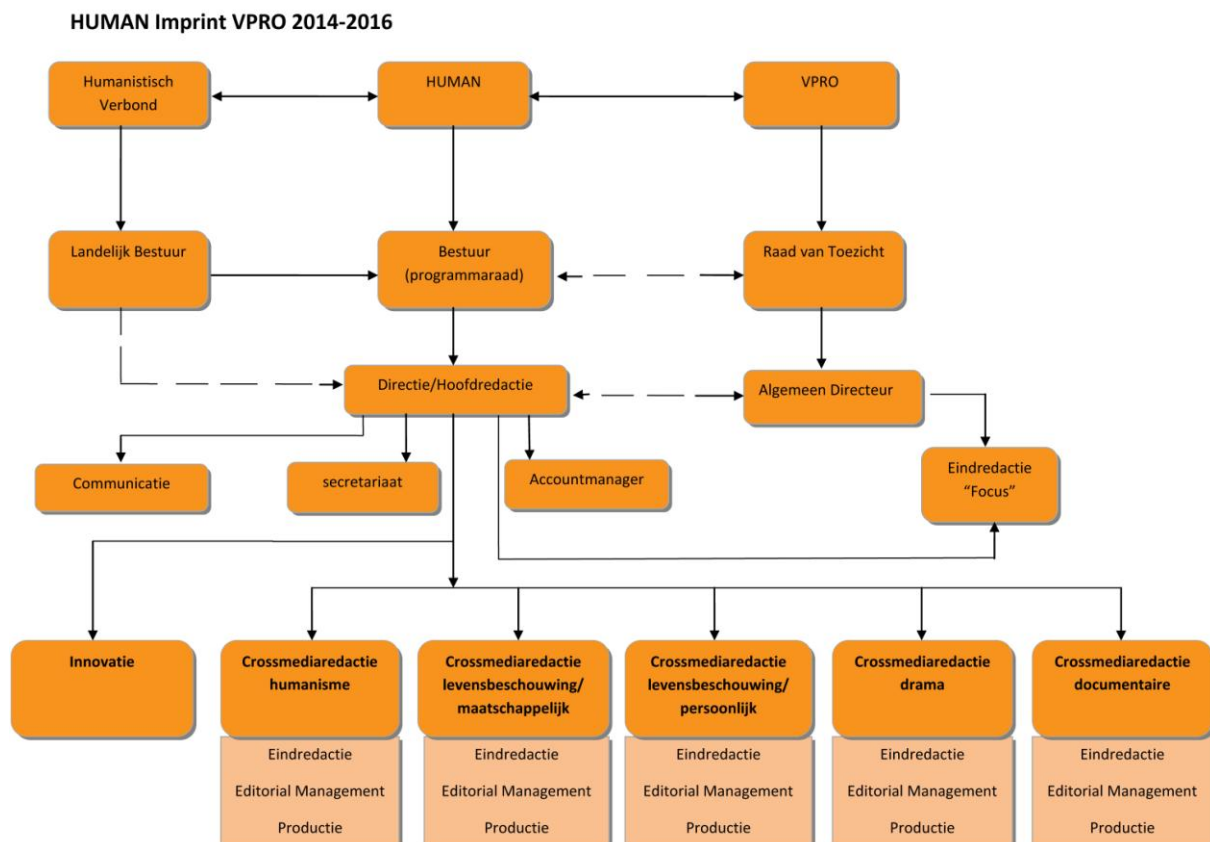 HUMAN Imprint VPRO 2014-2016
Humanistisch
Verbond
HUMAN
VPRO
Landelijk Bestuur
Bestuur
(programmaraad)
Raad van Toezicht
Directie/Hoofdredactie
Algemeen Directeur
Communicatie
secretariaat
Accountmanager
Eindredactie
“Focus”
Innovatie
Crossmediaredactie
humanisme
Crossmediaredactie
levensbeschouwing/
maatschappelijk
Crossmediaredactie
levensbeschouwing/
persoonlijk
Crossmediaredactie
drama
Crossmediaredactie
documentaire
Eindredactie
Editorial Management
Productie
Eindredactie
Editorial Management
Productie
Eindredactie
Editorial Management
Productie
Eindredactie
Editorial Management
Productie
Eindredactie
Editorial Management
Productie